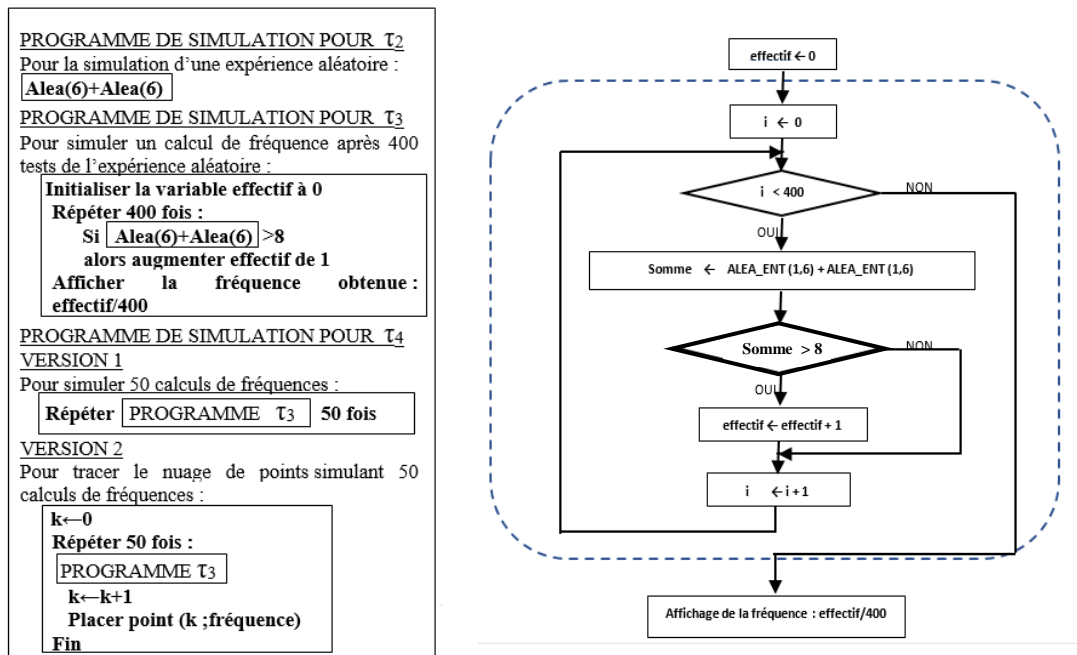 PROGRAMME DE SIMULATION POUR τ2
Pour la simulation d'une expérience aléatoire :
Alea(6)+Alea(6)
PROGRAMME DE SIMULATION POUR τ3
Pour simuler un calcul de fréquence après 400
tests de l'expérience aléatoire :
Initialiser la variable effectif à 0
Répéter 400 fois :
Si Alea(6)+Alea(6) >8
alors augmenter effectif de 1
Afficher la fréquence obtenue :
effectif/400
PROGRAMME DE SIMULATION POUR τ4
VERSION 1
Pour simuler 50 calculs de fréquences :
Répéter PROGRAMME τ3 50 fois
VERSION 2
Pour tracer le nuage de points simulant 50
calculs de fréquences :
k←0
Répéter 50 fois :
PROGRAMME τ3
k←k+1
Placer point (k ;fréquence)
Fin
effectif ← 0
i ← 0
i < 400
NON
OUI
Somme ← ALEA_ENT (1,6) + ALEA_ENT (1,6)
Somme > 8
NON
OUI
effectif ← effectif + 1
i ← i + 1
Affichage de la fréquence : effectif/400